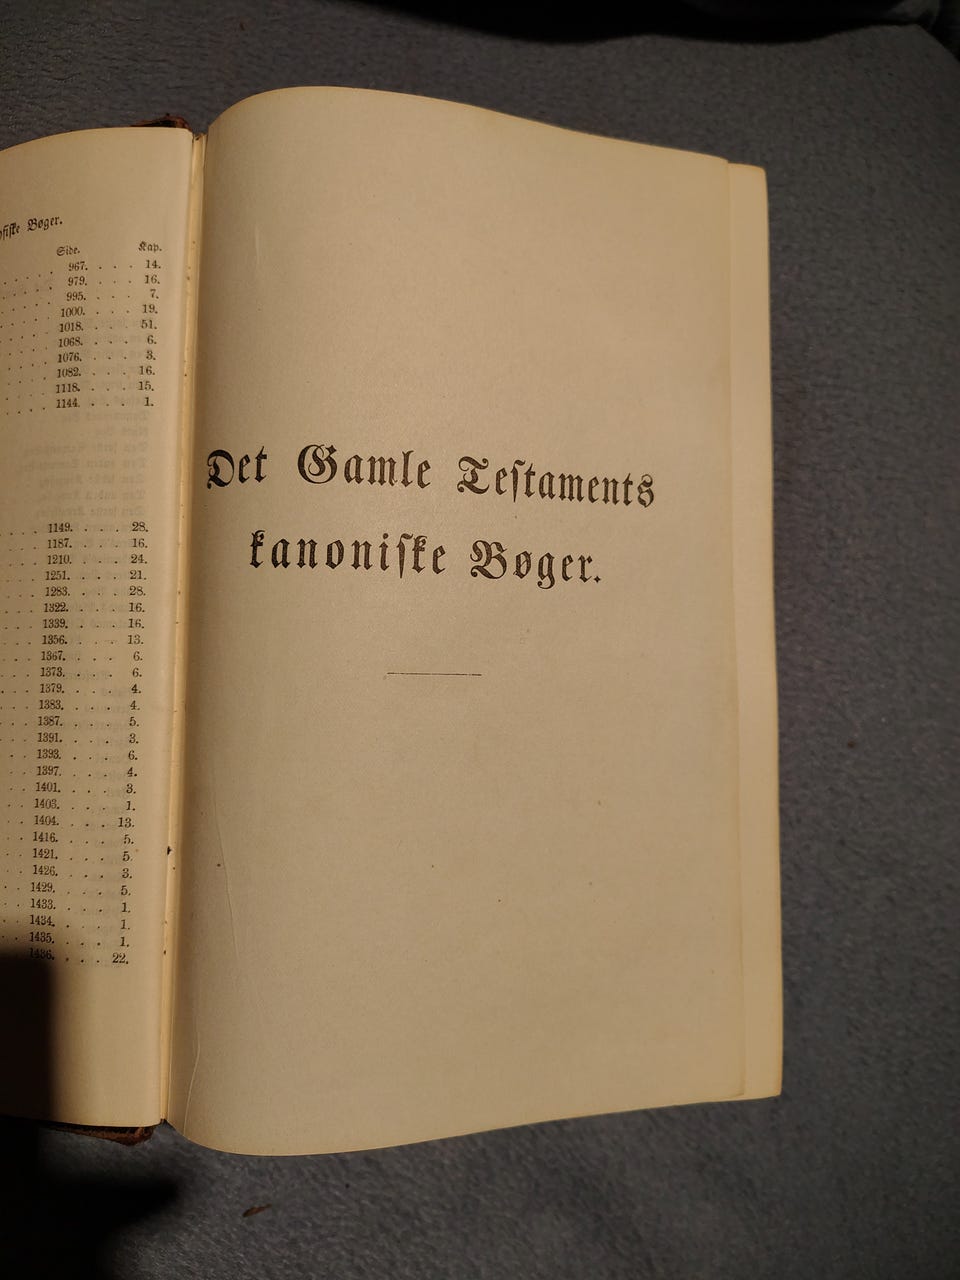 Bøger.
Side. Kap.
967. . . . 14.
979. . . . 16.
995. . . . 7.
1000. . . . 19.
1018. . . . 51.
1068. . . . 6.
1076. . . . 3.
1082. . . . 16.
1118. . . . 15.
1144. . . . 1.
1149. . . . 28.
1187. . . . 16.
1210. . . . 24.
1251. . . . 21.
1283. . . . 28.
1322. . . . 16.
1339. . . . 16.
1356. . . . 13.
1367. . . . 6.
1373. . . . 6.
1379. . . . 4.
1383. . . . 4.
1387. . . . 5.
1391. . . . 3.
1393. . . . 6.
1397. . . . 4.
1401. . . . 3.
1403. . . . 1.
1404. . . . 13.
1416. . . . 5.
1421. . . . 5.
1426. . . . 3.
1429. . . . 5.
1433. . . . 1.
1434. . . . 1.
1435. . . . 1.
1436. . . . 22.
Det Gamle Teſtaments
kanoniſke Bøger.